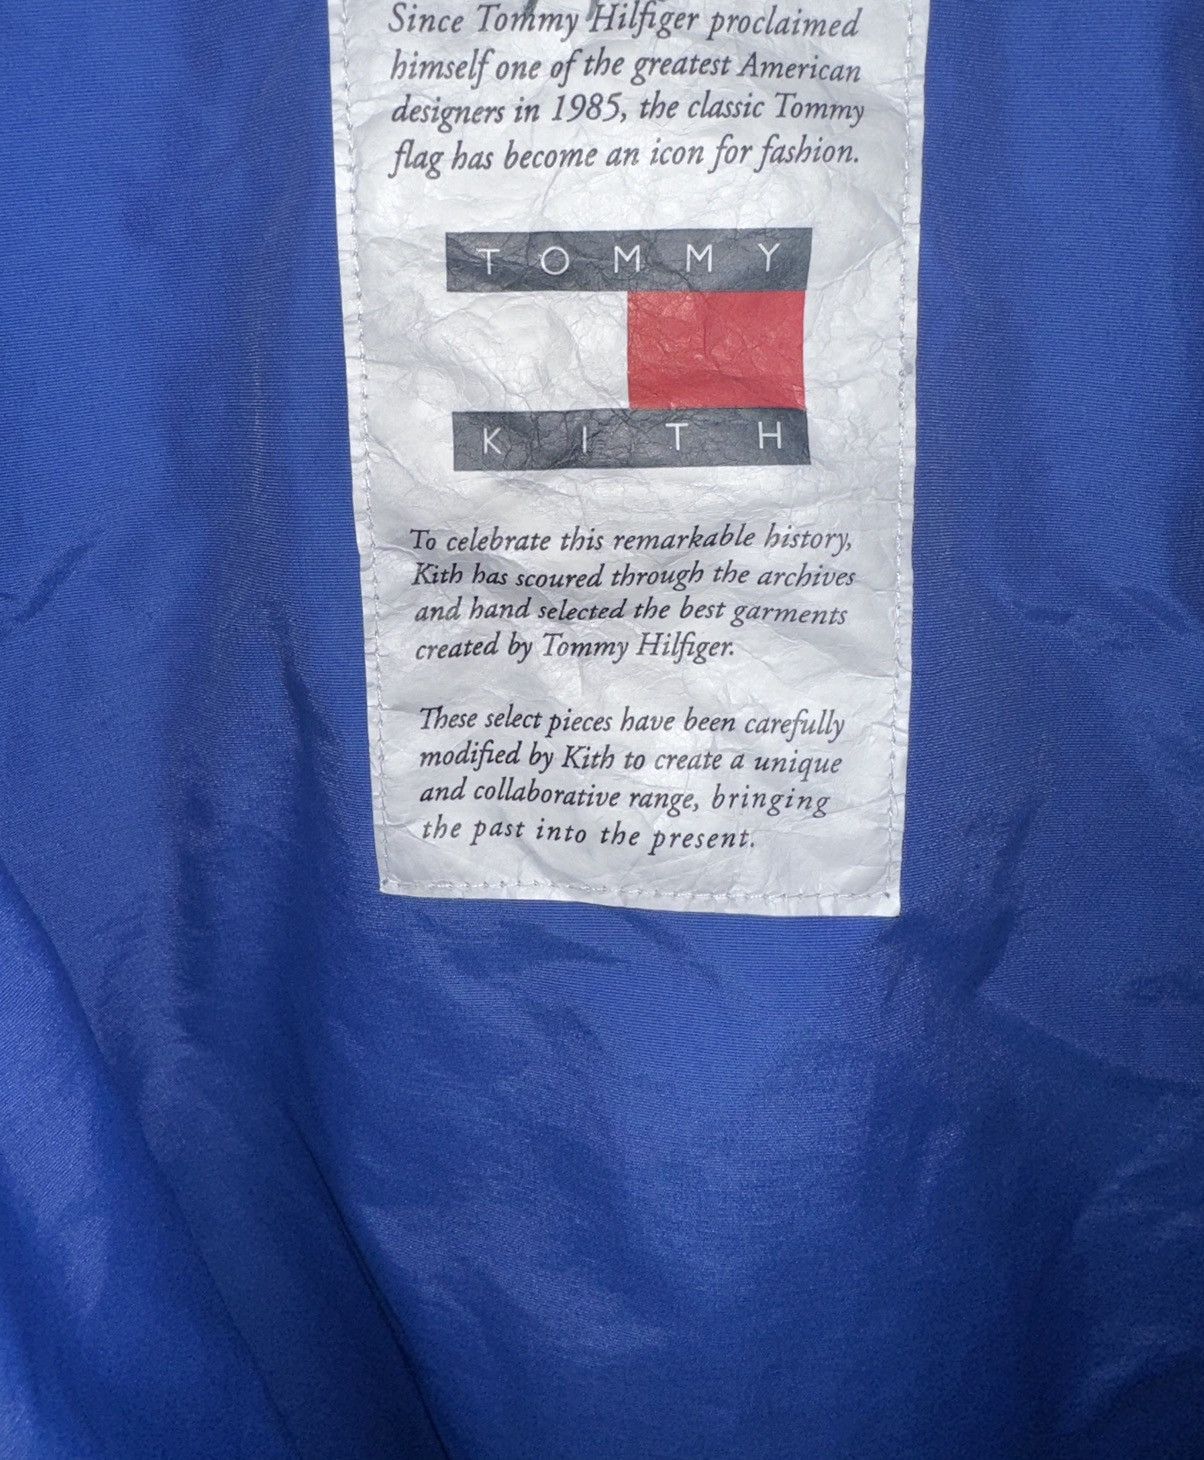 Since Tommy Hilfiger proclaimed
himself one of the greatest American
designers in 1985, the classic Tommy
flag has become an icon for fashion.
TOMMY
KITH
To celebrate this remarkable history,
Kith has scoured through the archives
and hand selected the best garments
created by Tommy Hilfiger.
These select pieces have been carefully
modified by Kith to create a unique
and collaborative range, bringing
the past into the present.